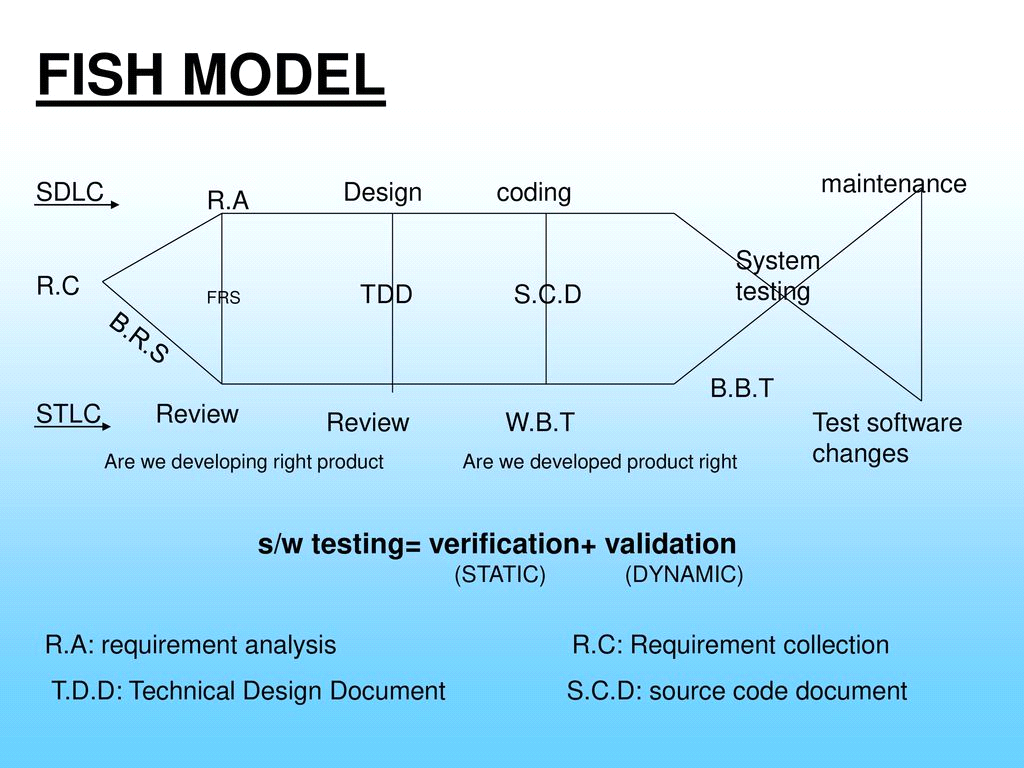 FISH MODEL
SDLC
R.A
Design
coding
maintenance
R.C
FRS
TDD
S.C.D
System
testing
B.R.S
B.B.T
STLC
Review
Review
W.B.T
Test software
changes
Are we developing right product
Are we developed product right
s/w testing= verification+ validation
(STATIC)
(DYNAMIC)
R.A: requirement analysis
R.C: Requirement collection
T.D.D: Technical Design Document
S.C.D: source code document